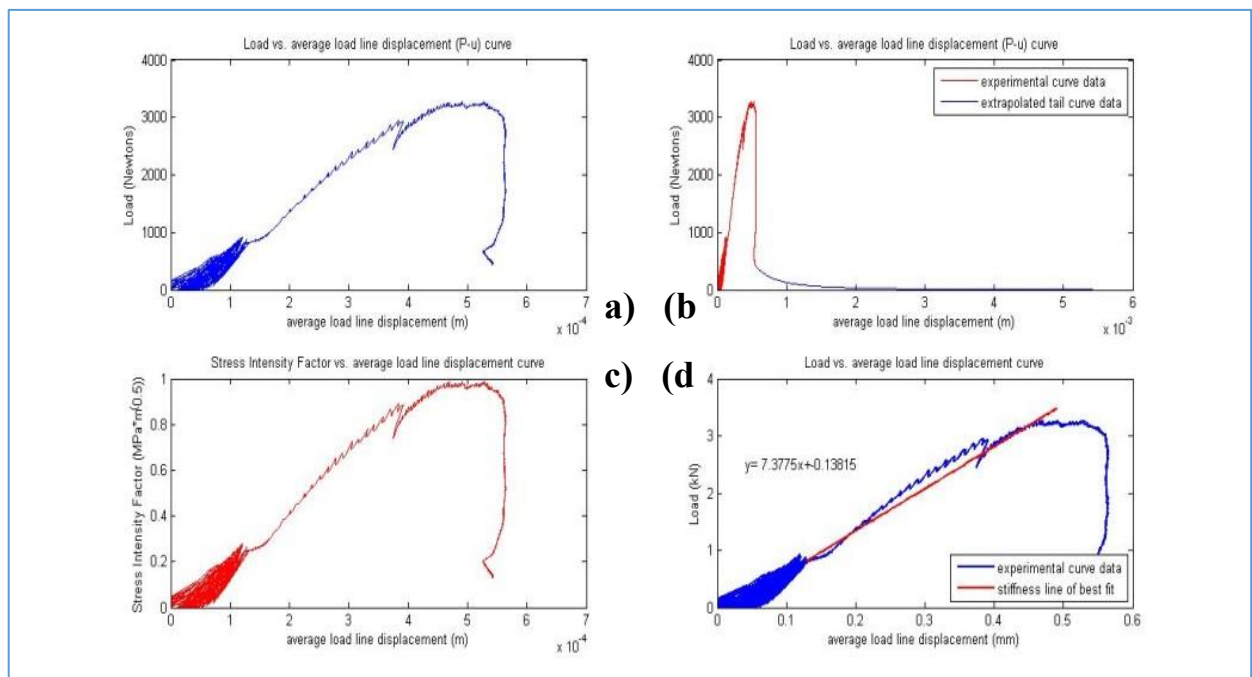 Load vs. average load line displacement (P-u) curve
4000
3000
2000
1000
0
Load (Newtons)
0 1 2 3 4 5 6 7
average load line displacement (m)
x 10-4
a)
Load vs. average load line displacement (P-u) curve
4000
3000
2000
1000
0
Load (Newtons)
experimental curve data
extrapolated tail curve data
0 1 2 3 4 5 6
average load line displacement (m)
x 10-3
(b
Stress Intensity Factor vs. average load line displacement curve
1
0.8
0.6
0.4
0.2
0
Stress Intensity Factor (MPa*m(0.5))
0 1 2 3 4 5 6 7
average load line displacement (m)
x 10-4
c)
(d
Load vs. average load line displacement curve
4
3
2
1
0
Load (kN)
y= 7.3775x+-0.13815
experimental curve data
stiffness line of best fit
0 0.1 0.2 0.3 0.4 0.5 0.6
average load line displacement (mm)